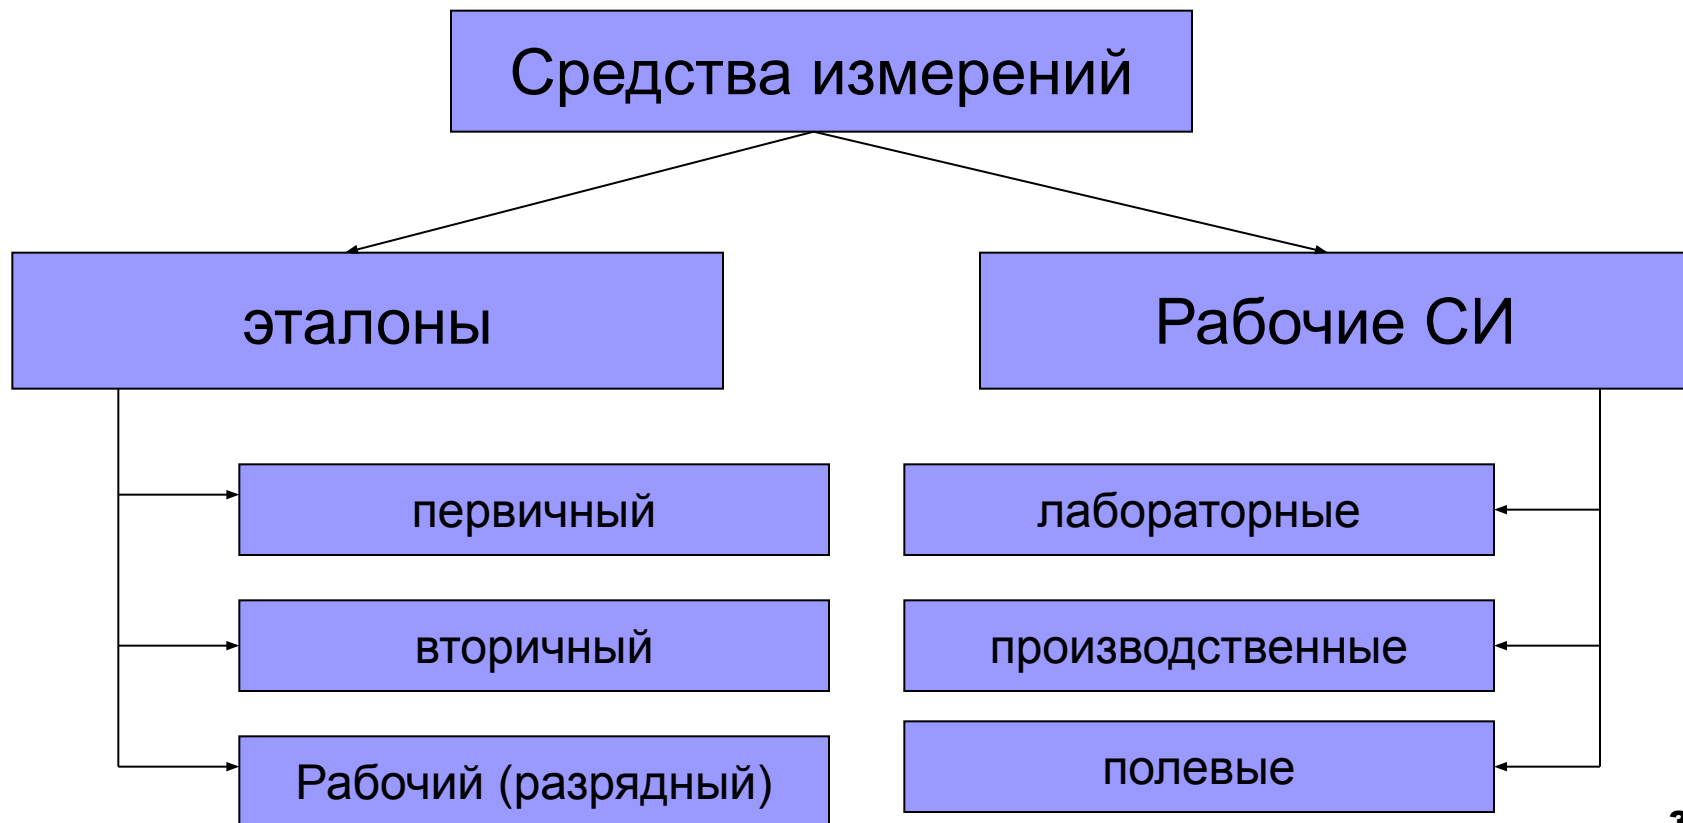 Средства измерений
эталоны
Рабочие СИ
первичный
лабораторные
вторичный
производственные
Рабочий (разрядный)
полевые